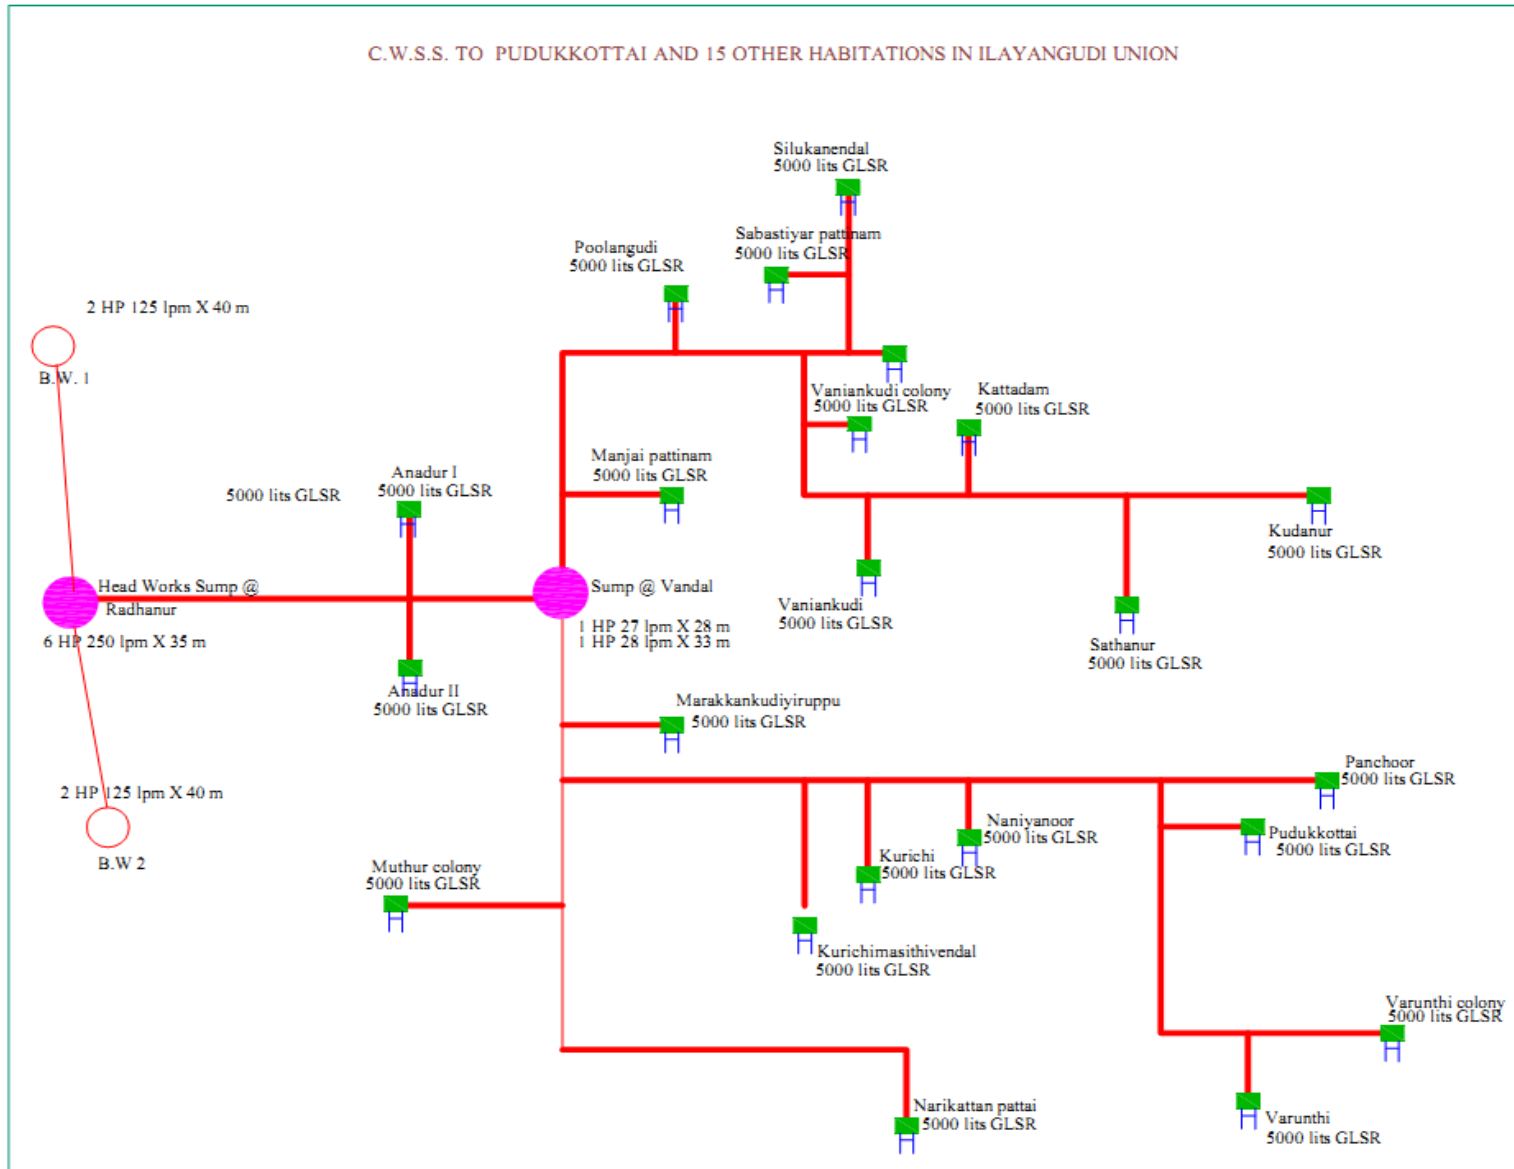 C.W.S.S. TO PUDUKKOTTAI AND 15 OTHER HABITATIONS IN ILAYANGUDI UNION
Silukanendal
5000 lits GLSR
Sabastiyar pattinam
5000 lits GLSR
Poolangudi
5000 lits GLSR
2 HP 125 lpm X 40 m
B.W. 1
Vaniankudi colony
5000 lits GLSR
Kattadam
5000 lits GLSR
Manjai pattinam
5000 lits GLSR
Anadur I
5000 lits GLSR
5000 lits GLSR
Kudanur
5000 lits GLSR
Head Works Sump @
Radhanur
6 HP 250 lpm X 35 m
Sump @ Vandal
1 HP 27 lpm X 28 m
1 HP 28 lpm X 33 m
Vaniankudi
5000 lits GLSR
Sathanur
5000 lits GLSR
Anadur II
5000 lits GLSR
Marakkankudiyiruppu
5000 lits GLSR
2 HP 125 lpm X 40 m
B.W 2
Panchoor
5000 lits GLSR
Pudukkottai
5000 lits GLSR
Naniyanoor
5000 lits GLSR
Kurichi
5000 lits GLSR
Muthur colony
5000 lits GLSR
Kurichimasithivendal
5000 lits GLSR
Varunthi colony
5000 lits GLSR
Narikattan pattai
5000 lits GLSR
Varunthi
5000 lits GLSR